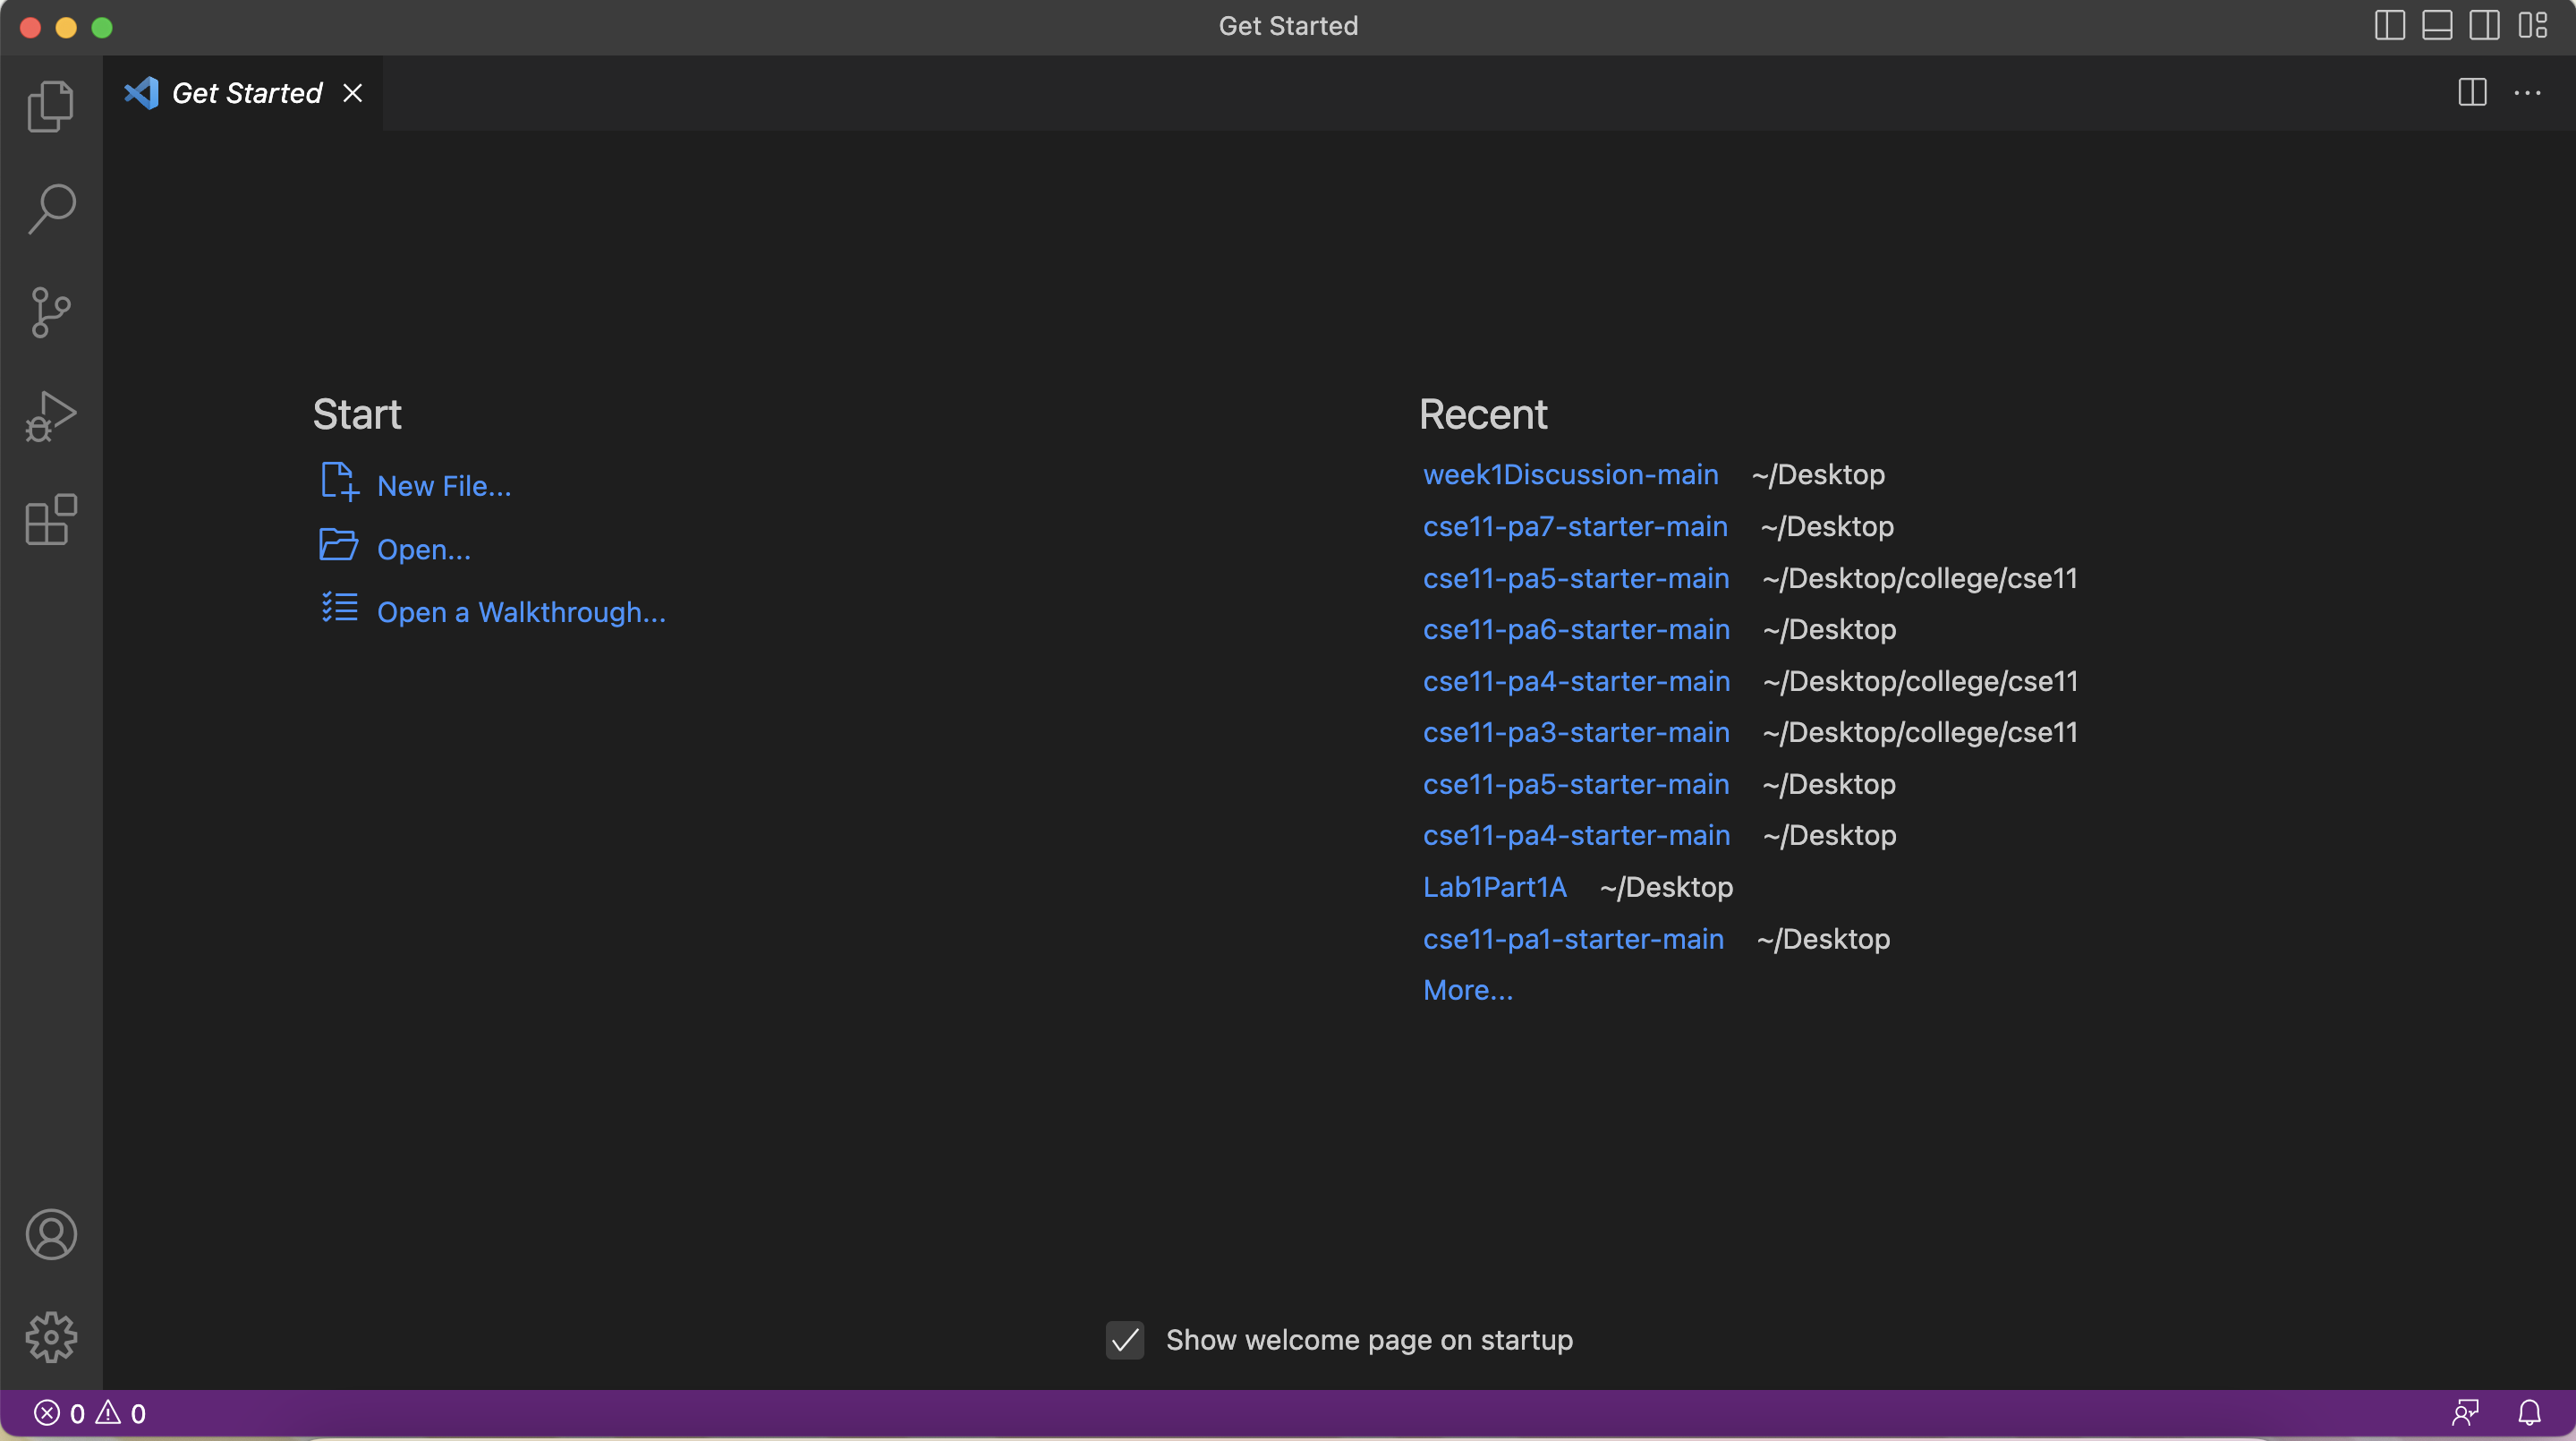 Get Started
Get Started
Start
New File...
Open...
Open a Walkthrough...
Recent
week1Discussion-main ~/Desktop
cse11-pa7-starter-main ~/Desktop
cse11-pa5-starter-main ~/Desktop/college/cse11
cse11-pa6-starter-main ~/Desktop
cse11-pa4-starter-main ~/Desktop/college/cse11
cse11-pa3-starter-main ~/Desktop/college/cse11
cse11-pa5-starter-main ~/Desktop
cse11-pa4-starter-main ~/Desktop
Lab1Part1A ~/Desktop
cse11-pa1-starter-main ~/Desktop
More...
Show welcome page on startup
0 0